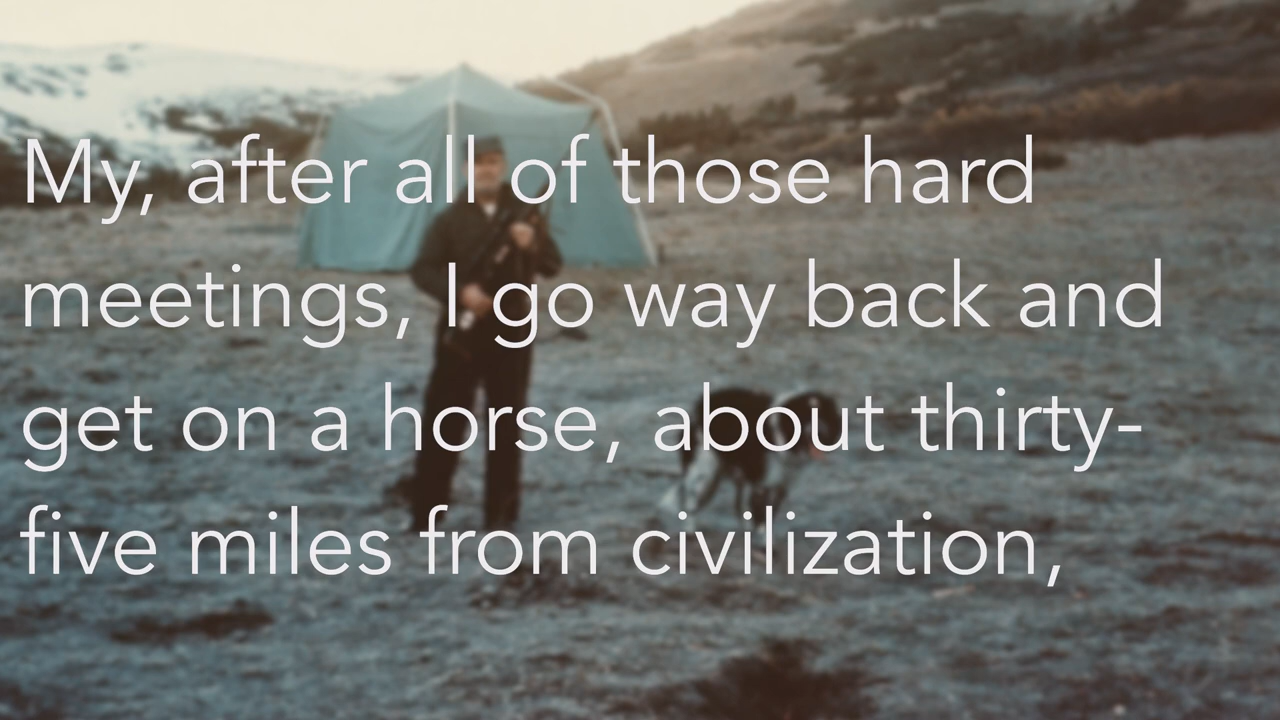 My, after all of those hard
meetings, I go way back and
get on a horse, about thirty-
five miles from civilization,